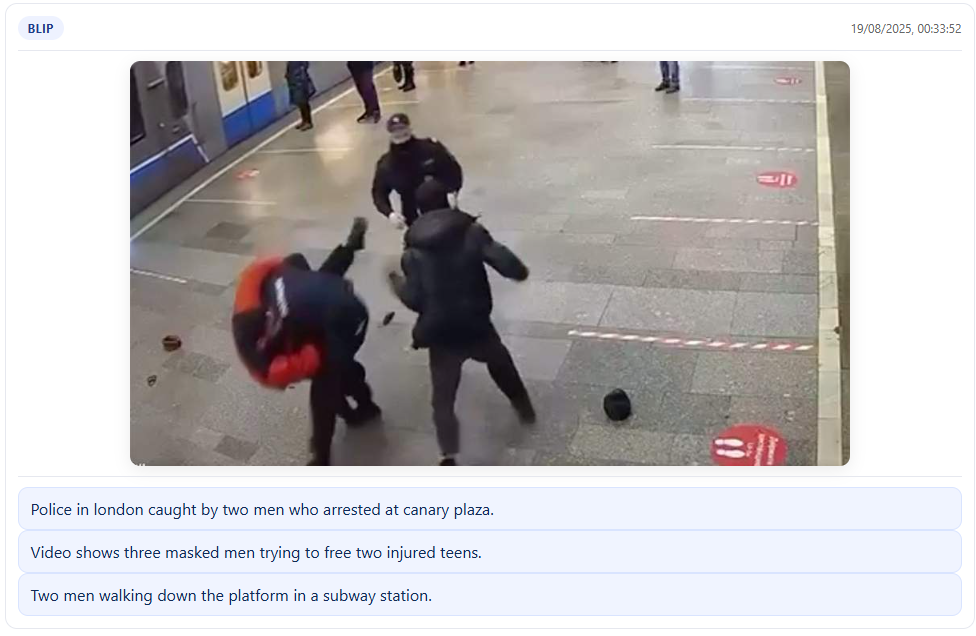 BLIP
19/08/2025, 00:33:52
Police in london caught by two men who arrested at canary plaza.
Video shows three masked men trying to free two injured teens.
Two men walking down the platform in a subway station.